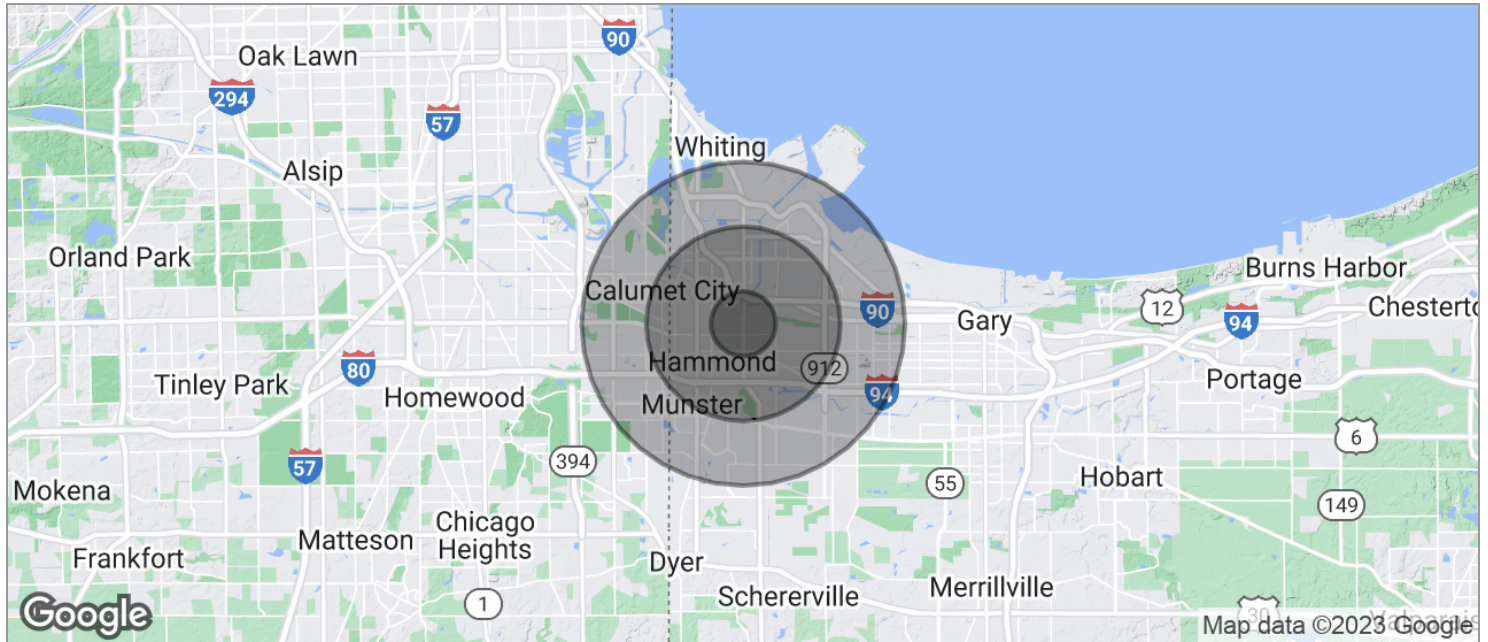 90
Oak Lawn
294
57
Whiting
Alsip
Orland Park
Burns Harbor
Calumet City
12
90
Chestertc
Gary
94
Hammond
80
912
Tinley Park
Homewood
Portage
94
Munster
6
394
57
55
Hobart
Mokena
149
Chicago
Heights
Matteson
Frankfort
Dyer
Merrillville
Schererville
1
30
Google
Map data ©2023 Google